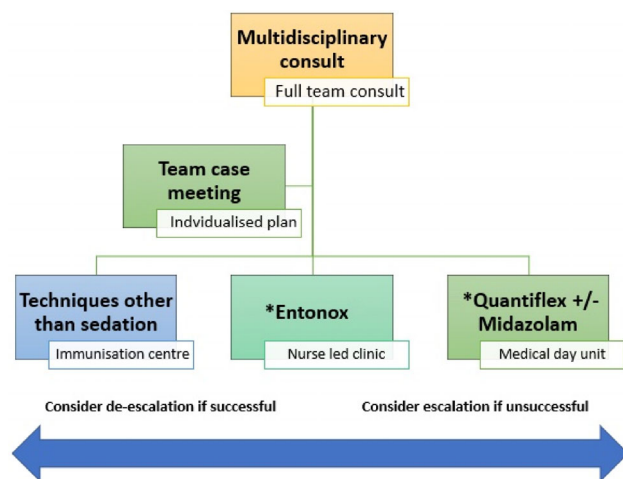 Multidisciplinary
consult
Full team consult
Team case
meeting
Indvidualised plan
Techniques other
than sedation
Immunisation centre
*Entonox
Nurse led clinic
*Quantiflex +/-
Midazolam
Medical day unit
Consider de-escalation if successful
Consider escalation if unsuccessful